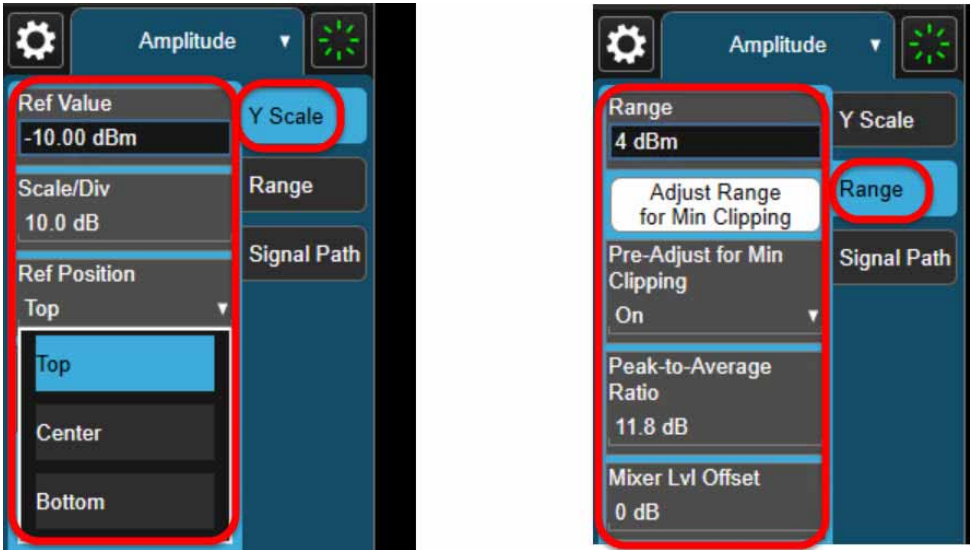 Amplitude
Ref Value
-10.00 dBm
Scale/Div
10.0 dB
Ref Position
Top
Top
Center
Bottom
Y Scale
Range
Signal Path
Amplitude
Range
4 dBm
Adjust Range
for Min Clipping
Pre-Adjust for Min
Clipping
On
Peak-to-Average
Ratio
11.8 dB
Mixer Lvl Offset
0 dB
Y Scale
Range
Signal Path